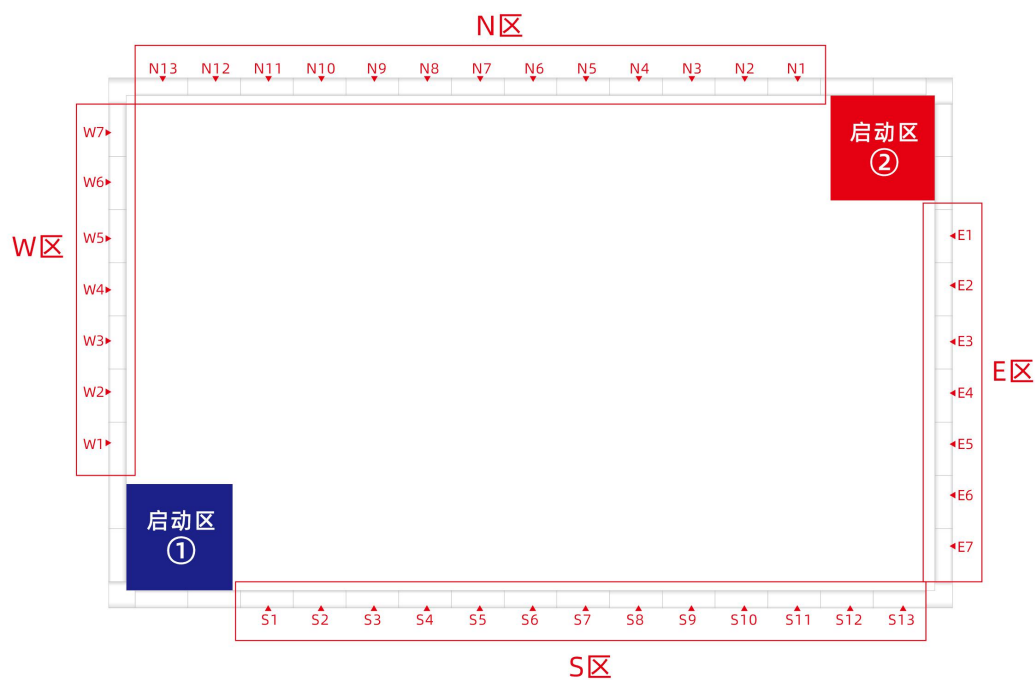 N区
N13 N12 N11 N10 N9 N8 N7 N6 N5 N4 N3 N2 N1
启动区
②
W区
W7
W6
W5
W4
W3
W2
W1
E1
E2
E3
E4
E5
E6
E7
E区
启动区
①
S1 S2 S3 S4 S5 S6 S7 S8 S9 S10 S11 S12 S13
S区